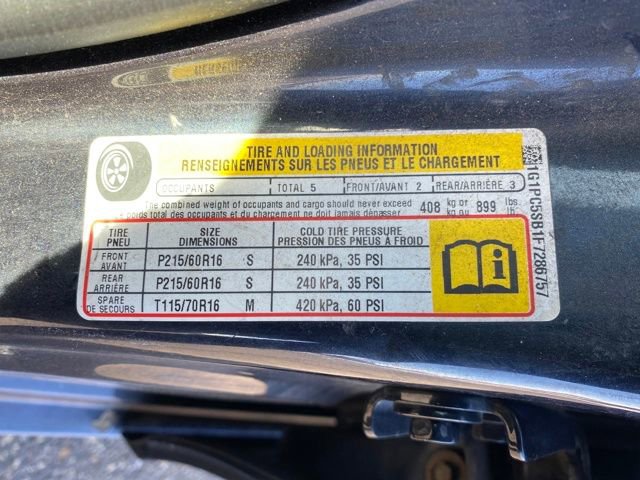 TIRE AND LOADING INFORMATION
RENSEIGNEMENTS SUR LES PNEUS ET LE CHARGEMENT
OCCUPANTS TOTAL 5 FRONT/AVANT 2 REAR/ARRIÈRE 3
The combined weight of occupants and cargo should never exceed 408 kg or 899 lbs
poids total des occupants et du chargement ne doit jamais dépasser kg ou lb
TIRE SIZE COLD TIRE PRESSURE
PNEU DIMENSIONS PRESSION DES PNEUS À FROID
FRONT
AVANT P215/60R16 S 240 kPa, 35 PSI
REAR
ARRIÈRE P215/60R16 S 240 kPa, 35 PSI
SPARE
DE SECOURS T115/70R16 M 420 kPa, 60 PSI
1G1PC5SB1F7286757